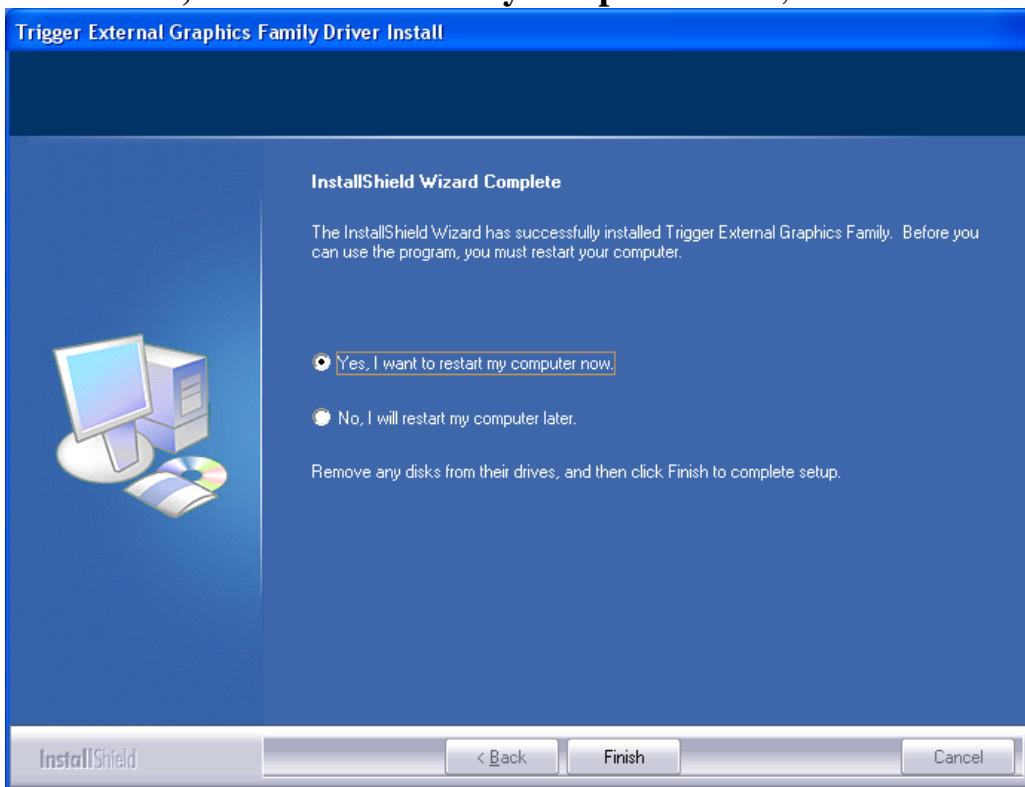 Trigger External Graphics Family Driver Install
InstallShield Wizard Complete
The InstallShield Wizard has successfully installed Trigger External Graphics Family.  Before you
can use the program, you must restart your computer.
Yes, I want to restart my computer now.
No, I will restart my computer later.
Remove any disks from their drives, and then click Finish to complete setup.
InstallShield
< Back
Finish
Cancel